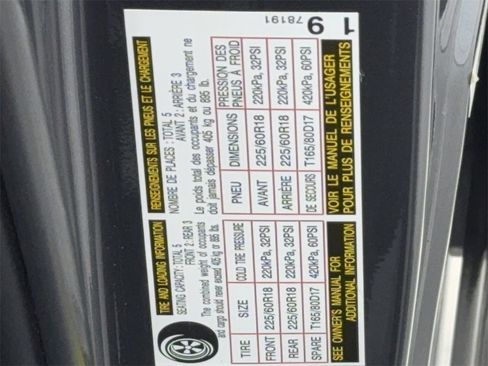 TIRE AND LOADING INFORMATION
SEATING CAPACITY: TOTAL 5
FRONT 2: REAR 3
The combined weight of occupants
and cargo should never exceed 405 kg or 895 lbs.
TIRE SIZE COLD TIRE PRESSURE
FRONT 225/60R18 220kPa, 32PSI
REAR 225/60R18 220kPa, 32PSI
SPARE T165/80D17 420kPa, 60PSI
SEE OWNER'S MANUAL FOR
ADDITIONAL INFORMATION
RENSEIGNEMENTS SUR LES PNEUS ET LE CHARGEMENT
NOMBRE DE PLACES : TOTAL 5
AVANT 2 : ARRIÈRE 3
Le poids total des occupants et du chargement ne
doit jamais dépasser 405 kg ou 895 lb.
PNEU DIMENSIONS PRESSION DES
PNEUS À FROID
AVANT 225/60R18 220kPa, 32PSI
ARRIÈRE 225/60R18 220kPa, 32PSI
DE SECOURS T165/80D17 420kPa, 60PSI
VOIR LE MANUEL DE L'USAGER
POUR PLUS DE RENSEIGNEMENTS
78191
1 9